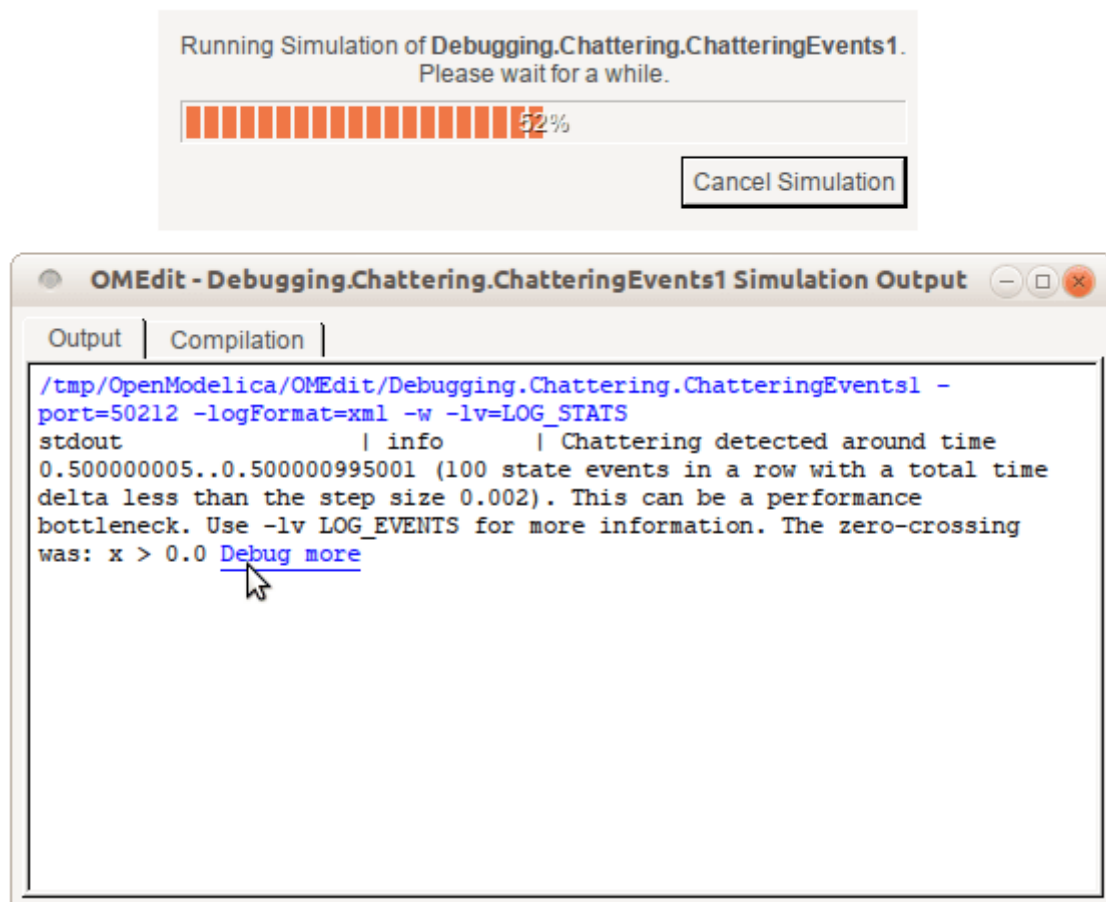 Running Simulation of Debugging.Chattering.ChatteringEvents1.
Please wait for a while.
52%
Cancel Simulation
OMEdit - Debugging.Chattering.ChatteringEvents1 Simulation Output
Output Compilation
/tmp/OpenModelica/OMEdit/Debugging.Chattering.ChatteringEvents1 -
port=50212 -logFormat=xml -w -lv=LOG_STATS
stdout | info | Chattering detected around time
0.500000005..0.500000995001 (100 state events in a row with a total time
delta less than the step size 0.002). This can be a performance
bottleneck. Use -lv LOG_EVENTS for more information. The zero-crossing
was: x > 0.0 Debug more